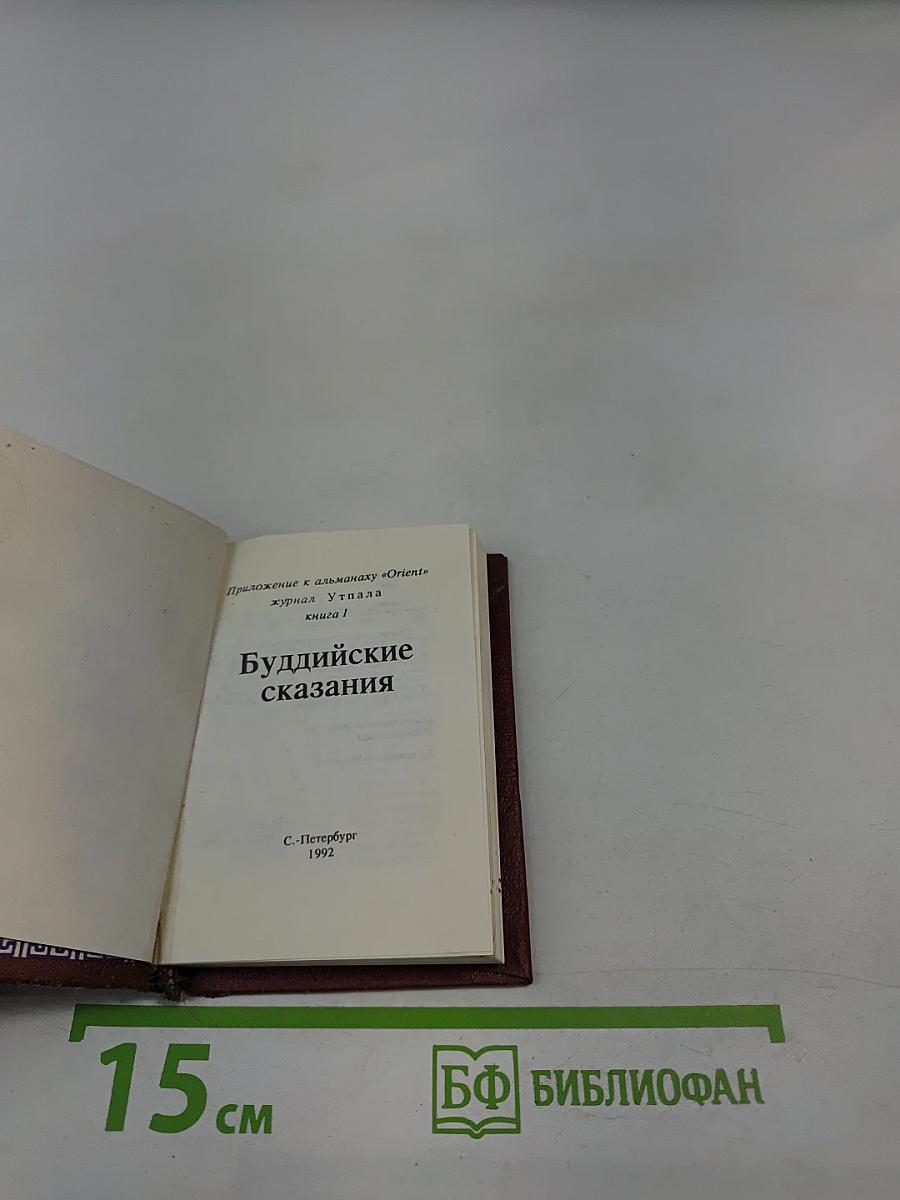 Приложение к альманаху «Orient»
журнал Утпала
книга I
Буддийские
сказания
С.-Петербург
1992
15 см
БФ БИБЛИОФАН